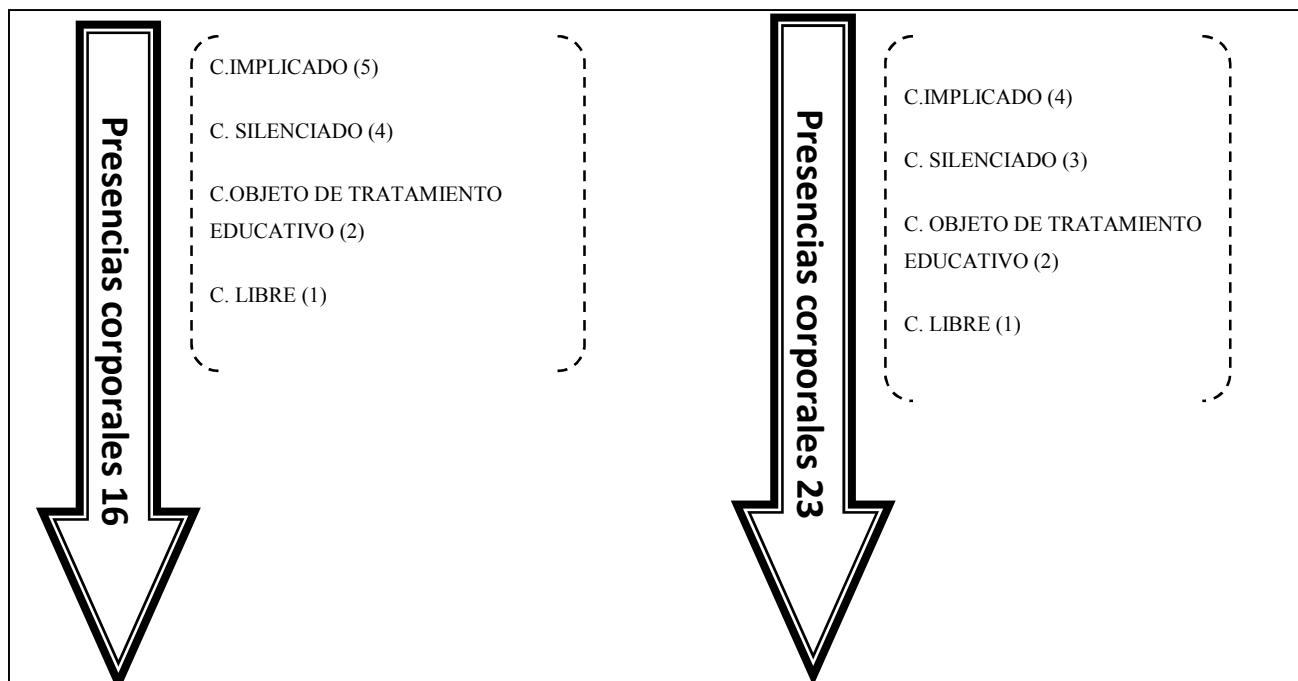 Presencias corporales 16
C.IMPLICADO (5)
C. SILENCIADO (4)
C.OBJETO DE TRATAMIENTO
EDUCATIVO (2)
C. LIBRE (1)
Presencias corporales 23
C.IMPLICADO (4)
C. SILENCIADO (3)
C. OBJETO DE TRATAMIENTO
EDUCATIVO (2)
C. LIBRE (1)